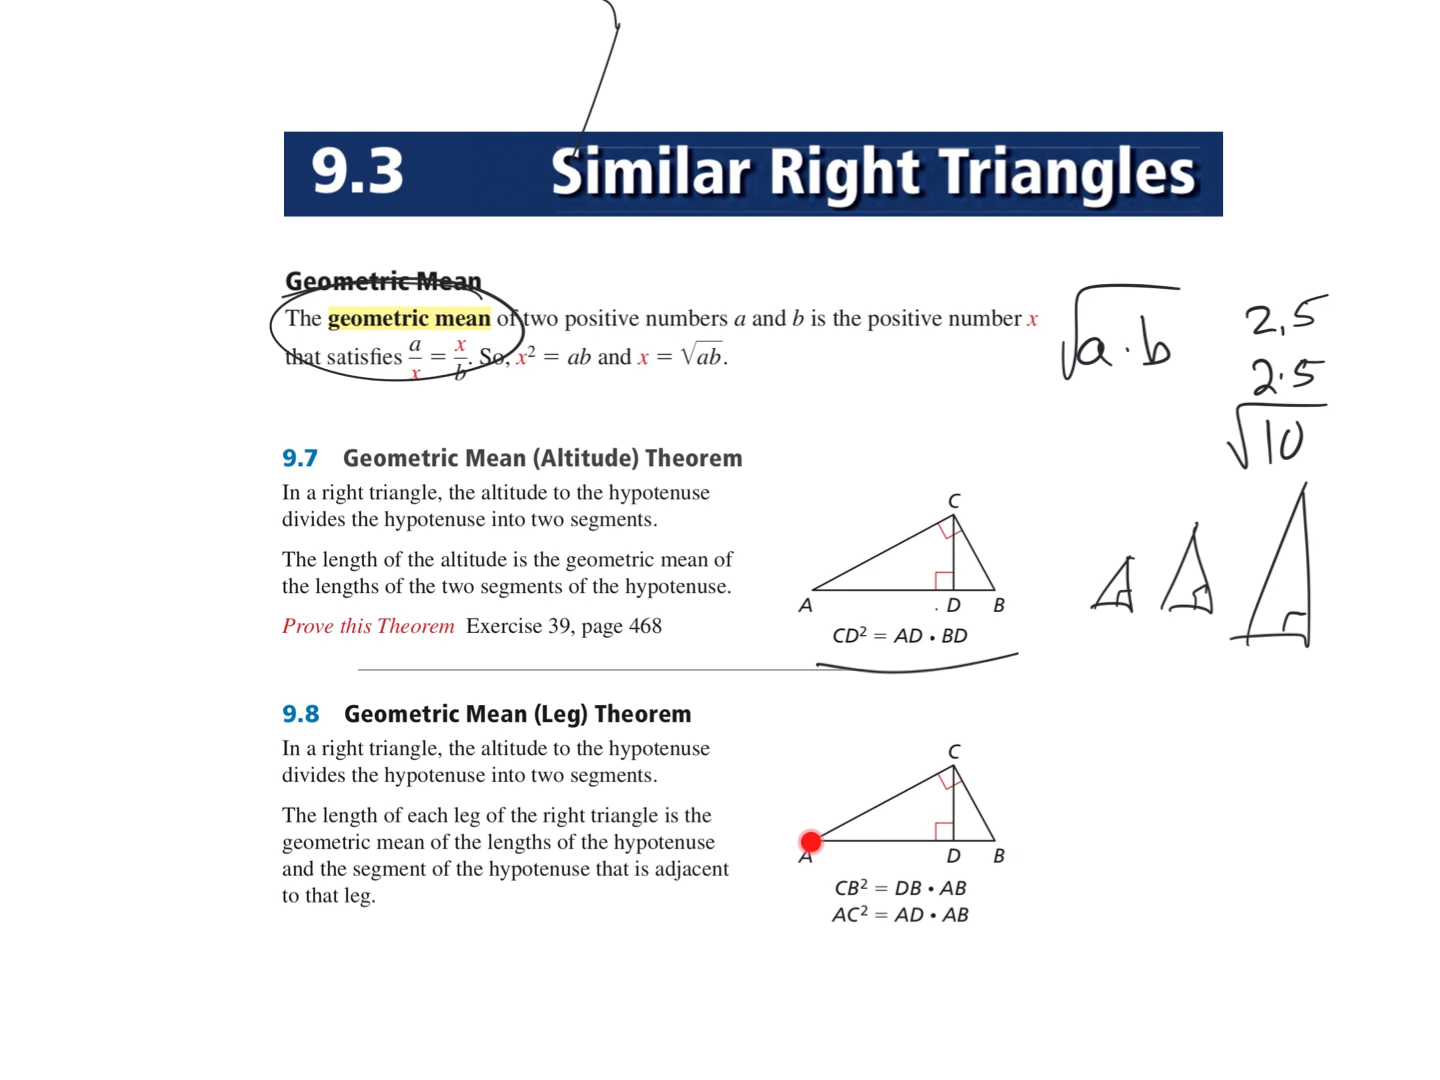 9.3 Similar Right Triangles
Geometric Mean
The geometric mean of two positive numbers a and b is the positive number x
that satisfies a/x = x/b. So, x² = ab and x = √ab.
√a·b
2,5
2·5
√10
9.7 Geometric Mean (Altitude) Theorem
In a right triangle, the altitude to the hypotenuse
divides the hypotenuse into two segments.
The length of the altitude is the geometric mean of
the lengths of the two segments of the hypotenuse.
Prove this Theorem Exercise 39, page 468
C
A D B
CD² = AD • BD
9.8 Geometric Mean (Leg) Theorem
In a right triangle, the altitude to the hypotenuse
divides the hypotenuse into two segments.
The length of each leg of the right triangle is the
geometric mean of the lengths of the hypotenuse
and the segment of the hypotenuse that is adjacent
to that leg.
C
A D B
CB² = DB • AB
AC² = AD • AB